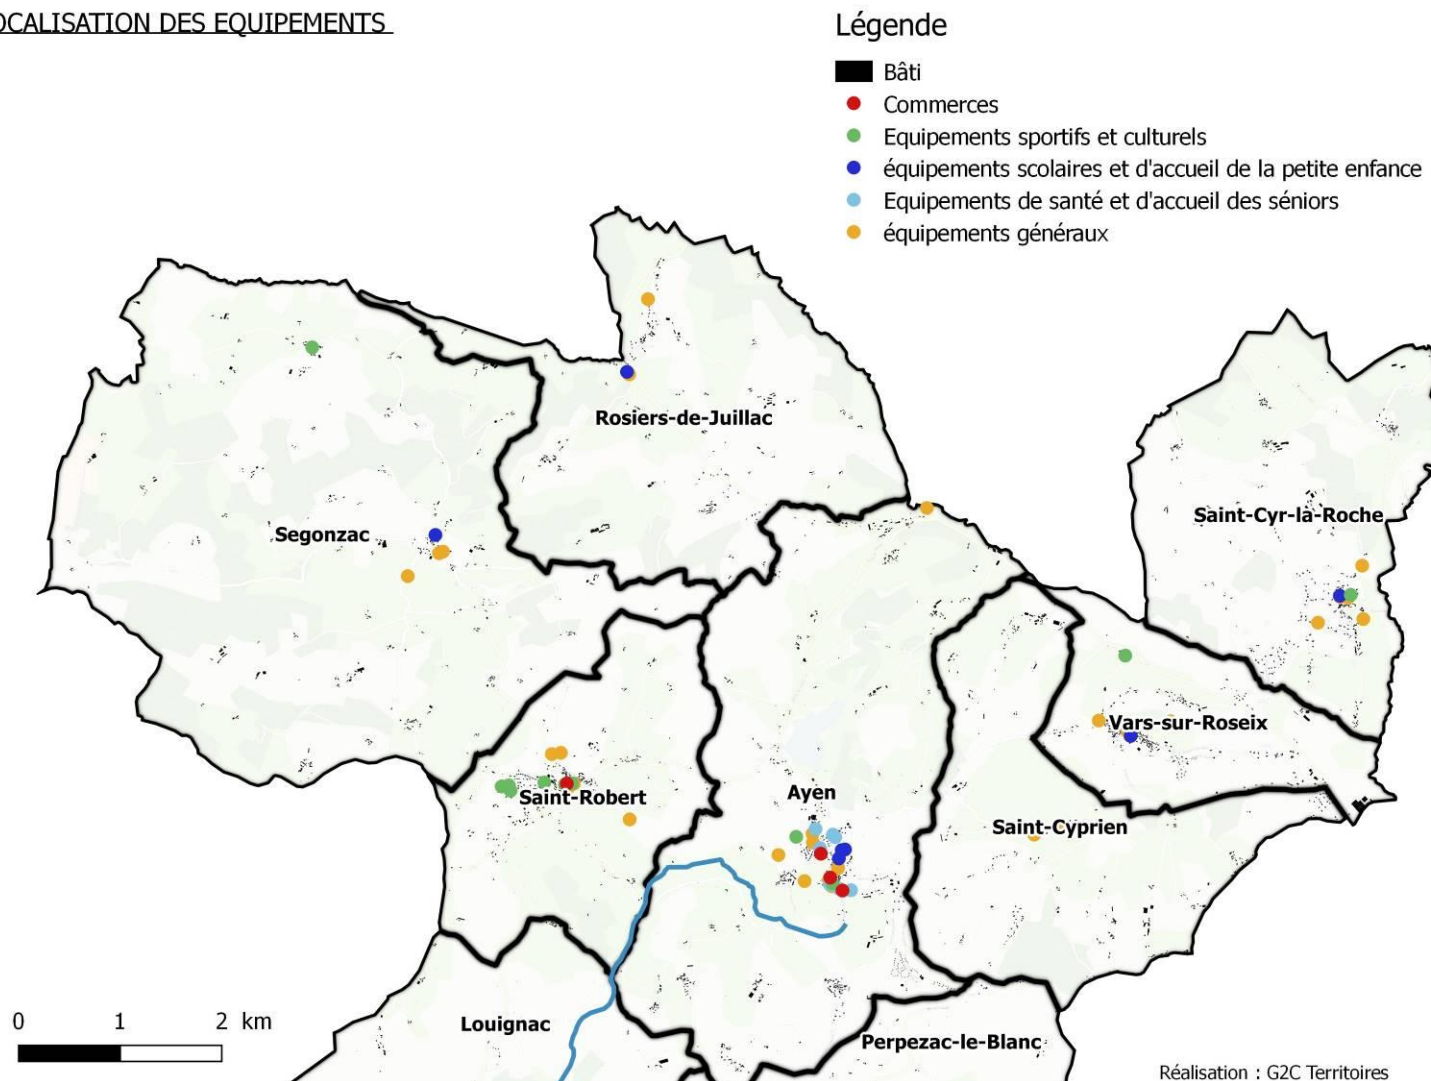 OCALISATION DES EQUIPEMENTS
Légende
Bâti
Commerces
Equipements sportifs et culturels
équipements scolaires et d'accueil de la petite enfance
Equipements de santé et d'accueil des séniors
équipements généraux
Rosiers-de-Juillac
Saint-Cyr-la-Roche
Segonzac
Vars-sur-Roseix
Ayen
Saint-Robert
Saint-Cyprien
Louignac
Perpezac-le-Blanc
0 1 2 km
Réalisation : G2C Territoires